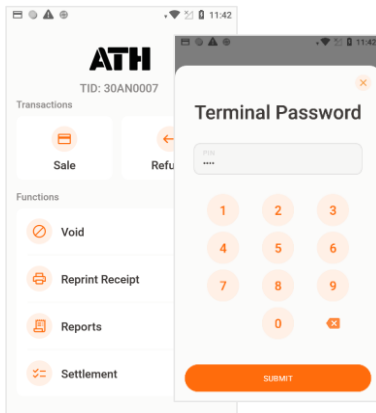 11:42
ATH
TID: 30AN0007
Transactions
Sale
Refu
Functions
Void
Reprint Receipt
Reports
Settlement
11:42
Terminal Password
PIN
••••
1 2 3
4 5 6
7 8 9
0
SUBMIT